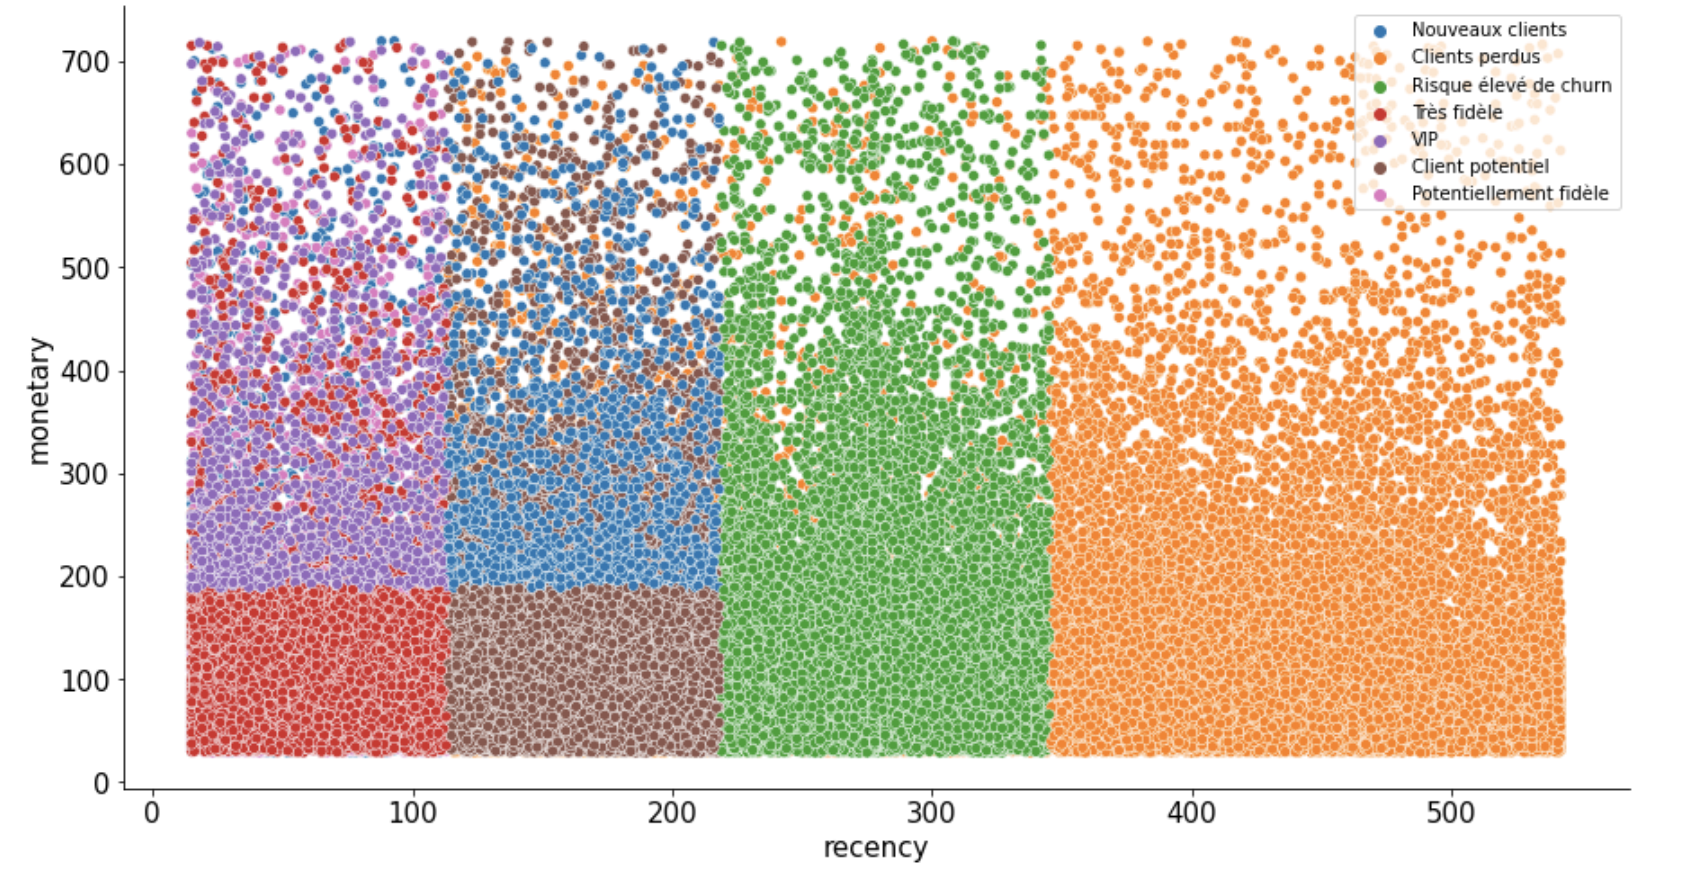 Nouveaux clients
Clients perdus
Risque élevé de churn
Très fidèle
VIP
Client potentiel
Potentiellement fidèle
700
600
500
400
300
200
100
0
monetary
0 100 200 300 400 500
recency